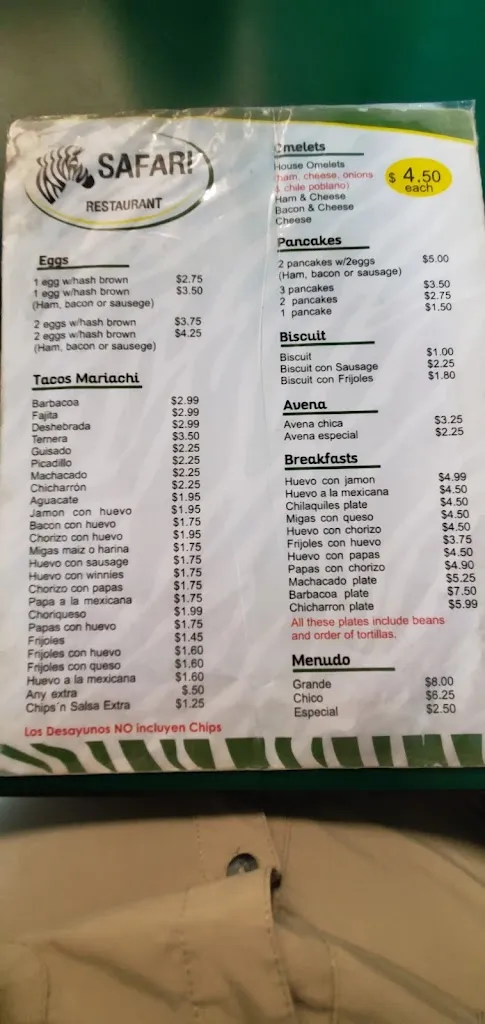 SAFARI
RESTAURANT
Eggs
1 egg w/hash brown $2.75
1 egg w/hash brown $3.50
(Ham, bacon or sausege)
2 eggs w/hash brown $3.75
2 eggs w/hash brown $4.25
(Ham, bacon or sausege)
Tacos Mariachi
Barbacoa $2.99
Fajita $2.99
Deshebrada $2.99
Ternera $3.50
Guisado $2.25
Picadillo $2.25
Machacado $2.25
Chicharrón $2.25
Aguacate $1.95
Jamon con huevo $1.95
Bacon con huevo $1.75
Chorizo con huevo $1.95
Migas maiz o harina $1.75
Huevo con sausage $1.75
Huevo con winnies $1.75
Chorizo con papas $1.75
Papa a la mexicana $1.75
Choriqueso $1.99
Papas con huevo $1.75
Frijoles $1.45
Frijoles con huevo $1.60
Frijoles con queso $1.60
Huevo a la mexicana $1.60
Any extra $.50
Chips´n Salsa Extra $1.25
Los Desayunos NO incluyen Chips
Omelets
House Omelets
(ham, cheese, onions
& chile poblano)
Ham & Cheese
Bacon & Cheese
Cheese
$ 4.50
each
Pancakes
2 pancakes w/2eggs $5.00
(Ham, bacon or sausage)
3 pancakes $3.50
2 pancakes $2.75
1 pancake $1.50
Biscuit
Biscuit $1.00
Biscuit con Sausage $2.25
Biscuit con Frijoles $1.80
Avena
Avena chica $3.25
Avena especial $2.25
Breakfasts
Huevo con jamon $4.99
Huevo a la mexicana $4.50
Chilaquiles plate $4.50
Migas con queso $4.50
Huevo con chorizo $4.50
Frijoles con huevo $3.75
Huevo con papas $4.50
Papas con chorizo $4.90
Machacado plate $5.25
Barbacoa plate $7.50
Chicharron plate $5.99
All these plates include beans
and order of tortillas.
Menudo
Grande $8.00
Chico $6.25
Especial $2.50